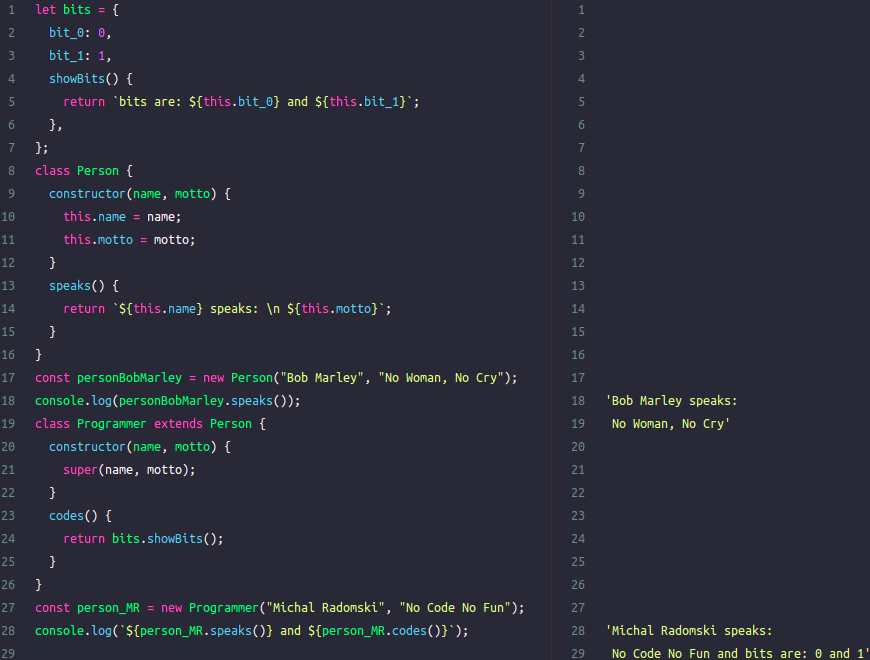 1 let bits = {
2   bit_0: 0,
3   bit_1: 1,
4   showBits() {
5     return `bits are: ${this.bit_0} and ${this.bit_1}`;
6   },
7 };
8 class Person {
9   constructor(name, motto) {
10     this.name = name;
11     this.motto = motto;
12   }
13   speaks() {
14     return `${this.name} speaks: \n ${this.motto}`;
15   }
16 }
17 const personBobMarley = new Person("Bob Marley", "No Woman, No Cry");
18 console.log(personBobMarley.speaks());
19 class Programmer extends Person {
20   constructor(name, motto) {
21     super(name, motto);
22   }
23   codes() {
24     return bits.showBits();
25   }
26 }
27 const person_MR = new Programmer("Michal Radomski", "No Code No Fun");
28 console.log(`${person_MR.speaks()} and ${person_MR.codes()}`);
29
1
2
3
4
5
6
7
8
9
10
11
12
13
14
15
16
17
18 'Bob Marley speaks:
19  No Woman, No Cry'
20
21
22
23
24
25
26
27
28 'Michal Radomski speaks:
29  No Code No Fun and bits are: 0 and 1'